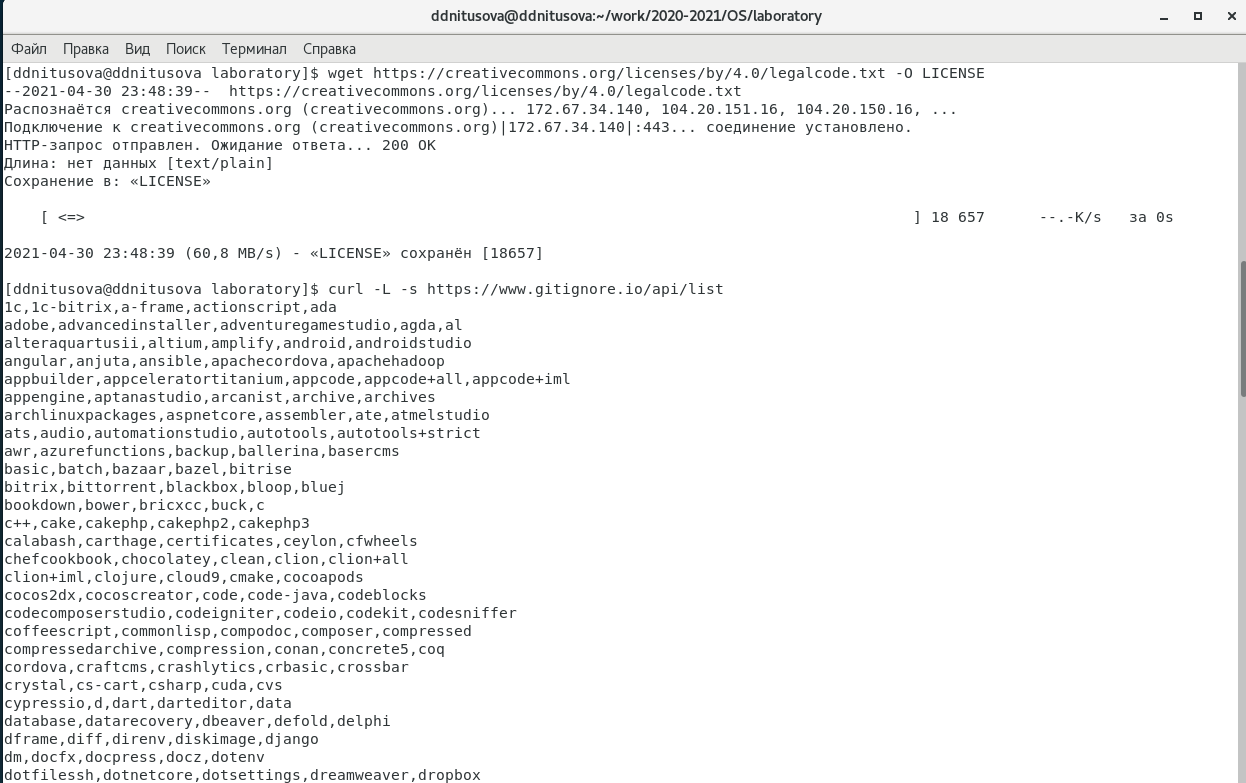 ddnitusova@ddnitusova:~/work/2020-2021/OS/laboratory
Файл Правка Вид Поиск Терминал Справка
[ddnitusova@ddnitusova laboratory]$ wget https://creativecommons.org/licenses/by/4.0/legalcode.txt -O LICENSE
--2021-04-30 23:48:39--  https://creativecommons.org/licenses/by/4.0/legalcode.txt
Распознаётся creativecommons.org (creativecommons.org)... 172.67.34.140, 104.20.151.16, 104.20.150.16, ...
Подключение к creativecommons.org (creativecommons.org)|172.67.34.140|:443... соединение установлено.
HTTP-запрос отправлен. Ожидание ответа... 200 OK
Длина: нет данных [text/plain]
Сохранение в: «LICENSE»
[ <=> ] 18 657 --.-K/s за 0s
2021-04-30 23:48:39 (60,8 MB/s) - «LICENSE» сохранён [18657]
[ddnitusova@ddnitusova laboratory]$ curl -L -s https://www.gitignore.io/api/list
1c,1c-bitrix,a-frame,actionscript,ada
adobe,advancedinstaller,adventuregamestudio,agda,al
alteraquartusii,altium,amplify,android,androidstudio
angular,anjuta,ansible,apachecordova,apachehadoop
appbuilder,appceleratortitanium,appcode,appcode+all,appcode+iml
appengine,aptanastudio,arcanist,archive,archives
archlinuxpackages,aspnetcore,assembler,ate,atmelstudio
ats,audio,automationstudio,autotools,autotools+strict
awr,azurefunctions,backup,ballerina,basercms
basic,batch,bazaar,bazel,bitrise
bitrix,bittorrent,blackbox,bloop,bluej
bookdown,bower,bricxcc,buck,c
c++,cake,cakephp,cakephp2,cakephp3
calabash,carthage,certificates,ceylon,cfwheels
chefcookbook,chocolatey,clean,clion,clion+all
clion+iml,clojure,cloud9,cmake,cocoapods
cocos2dx,cocoscreator,code,code-java,codeblocks
codecomposerstudio,codeigniter,codeio,codekit,codesniffer
coffeescript,commonlisp,compodoc,composer,compressed
compressedarchive,compression,conan,concrete5,coq
cordova,craftcms,crashlytics,crbasic,crossbar
crystal,cs-cart,csharp,cuda,cvs
cypressio,d,dart,darteditor,data
database,datarecovery,dbeaver,defold,delphi
dframe,diff,direnv,diskimage,django
dm,docfx,docpress,docz,dotenv
dotfilessh,dotnetcore,dotsettings,dreamweaver,dropbox